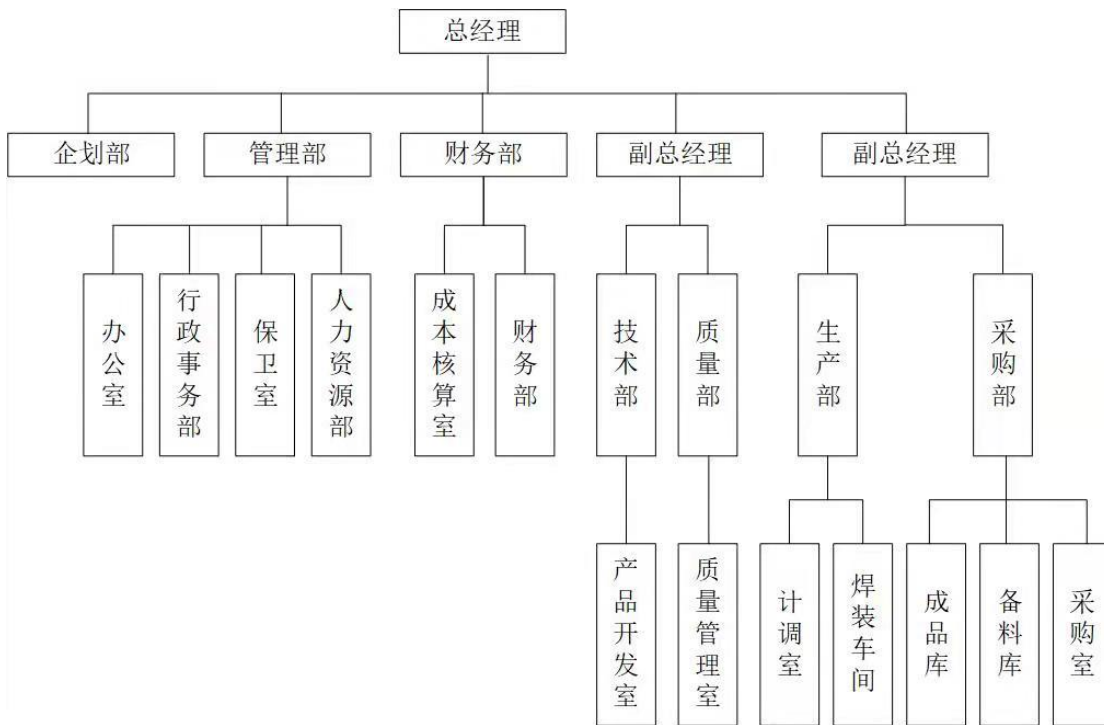 总经理
企划部
管理部
财务部
副总经理
副总经理
办公室
行政事务部
保卫室
人力资源部
成本核算室
财务部
技术部
质量部
生产部
采购部
产品开发室
质量管理室
计调室
焊装车间
成品库
备料库
采购室